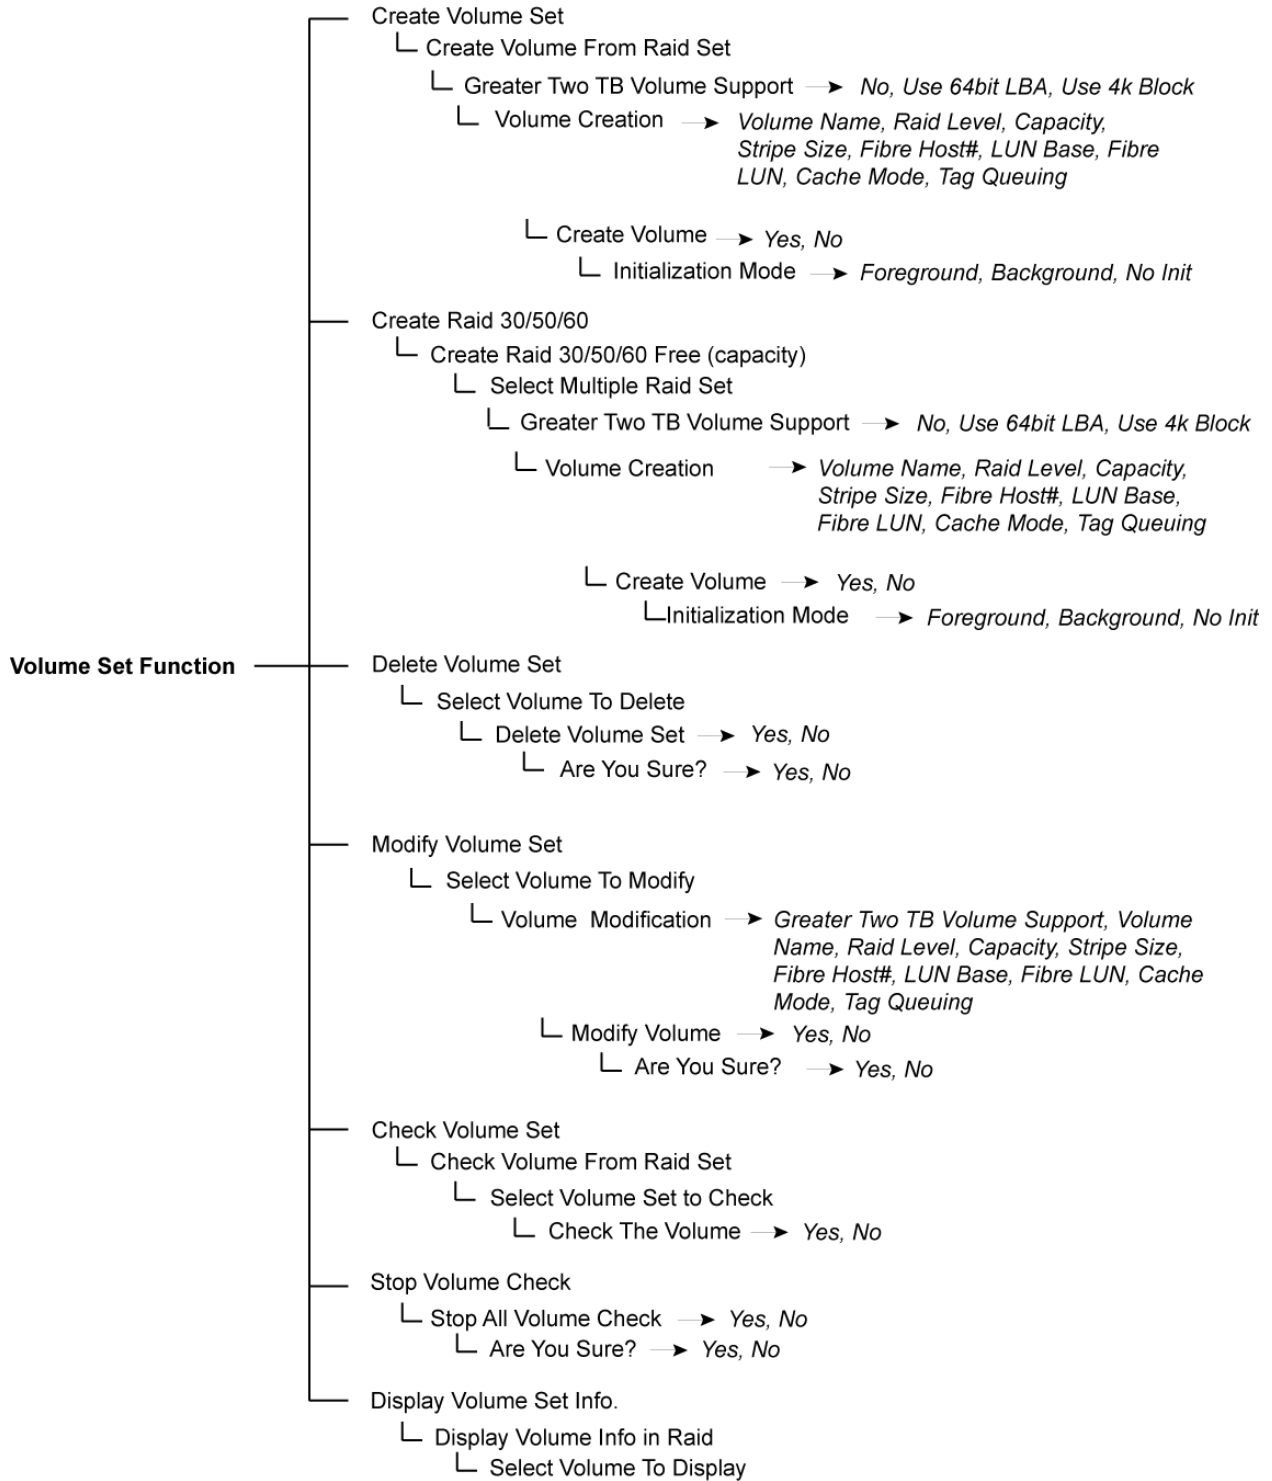 Create Volume Set
Create Volume From Raid Set
Greater Two TB Volume Support No, Use 64bit LBA, Use 4k Block
Volume Creation Volume Name, Raid Level, Capacity,
Stripe Size, Fibre Host#, LUN Base, Fibre
LUN, Cache Mode, Tag Queuing
Create Volume Yes, No
Initialization Mode Foreground, Background, No Init
Create Raid 30/50/60
Create Raid 30/50/60 Free (capacity)
Select Multiple Raid Set
Greater Two TB Volume Support No, Use 64bit LBA, Use 4k Block
Volume Creation Volume Name, Raid Level, Capacity,
Stripe Size, Fibre Host#, LUN Base,
Fibre LUN, Cache Mode, Tag Queuing
Create Volume Yes, No
Initialization Mode Foreground, Background, No Init
Volume Set Function Delete Volume Set
Select Volume To Delete
Delete Volume Set Yes, No
Are You Sure? Yes, No
Modify Volume Set
Select Volume To Modify
Volume Modification Greater Two TB Volume Support, Volume
Name, Raid Level, Capacity, Stripe Size,
Fibre Host#, LUN Base, Fibre LUN, Cache
Mode, Tag Queuing
Modify Volume Yes, No
Are You Sure? Yes, No
Check Volume Set
Check Volume From Raid Set
Select Volume Set to Check
Check The Volume Yes, No
Stop Volume Check
Stop All Volume Check Yes, No
Are You Sure? Yes, No
Display Volume Set Info.
Display Volume Info in Raid
Select Volume To Display